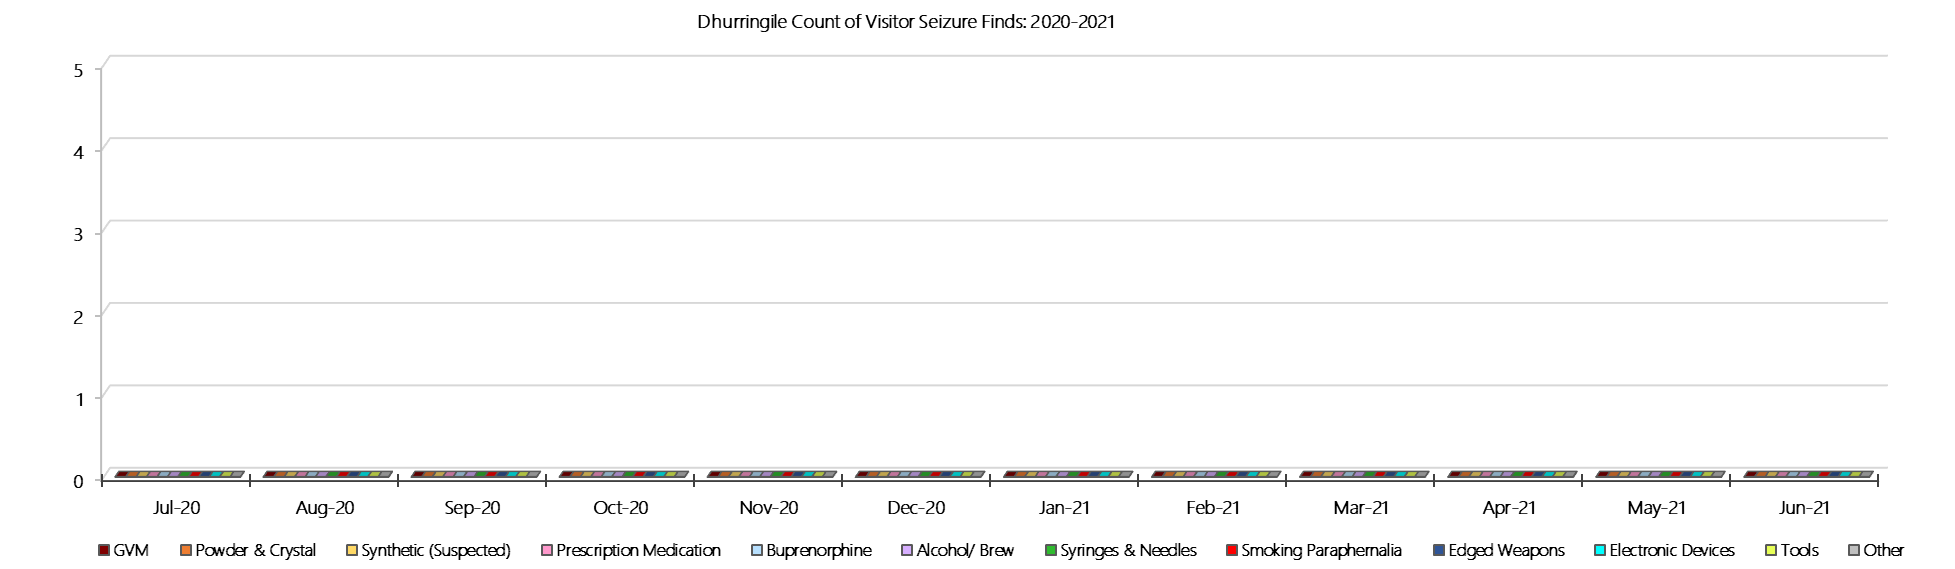 Dhurringile Count of Visitor Seizure Finds: 2020-2021
5
4
3
2
1
0
Jul-20 Aug-20 Sep-20 Oct-20 Nov-20 Dec-20 Jan-21 Feb-21 Mar-21 Apr-21 May-21 Jun-21
GVM Powder & Crystal Synthetic (Suspected) Prescription Medication Buprenorphine Alcohol/ Brew Syringes & Needles Smoking Paraphernalia Edged Weapons Electronic Devices Tools Other